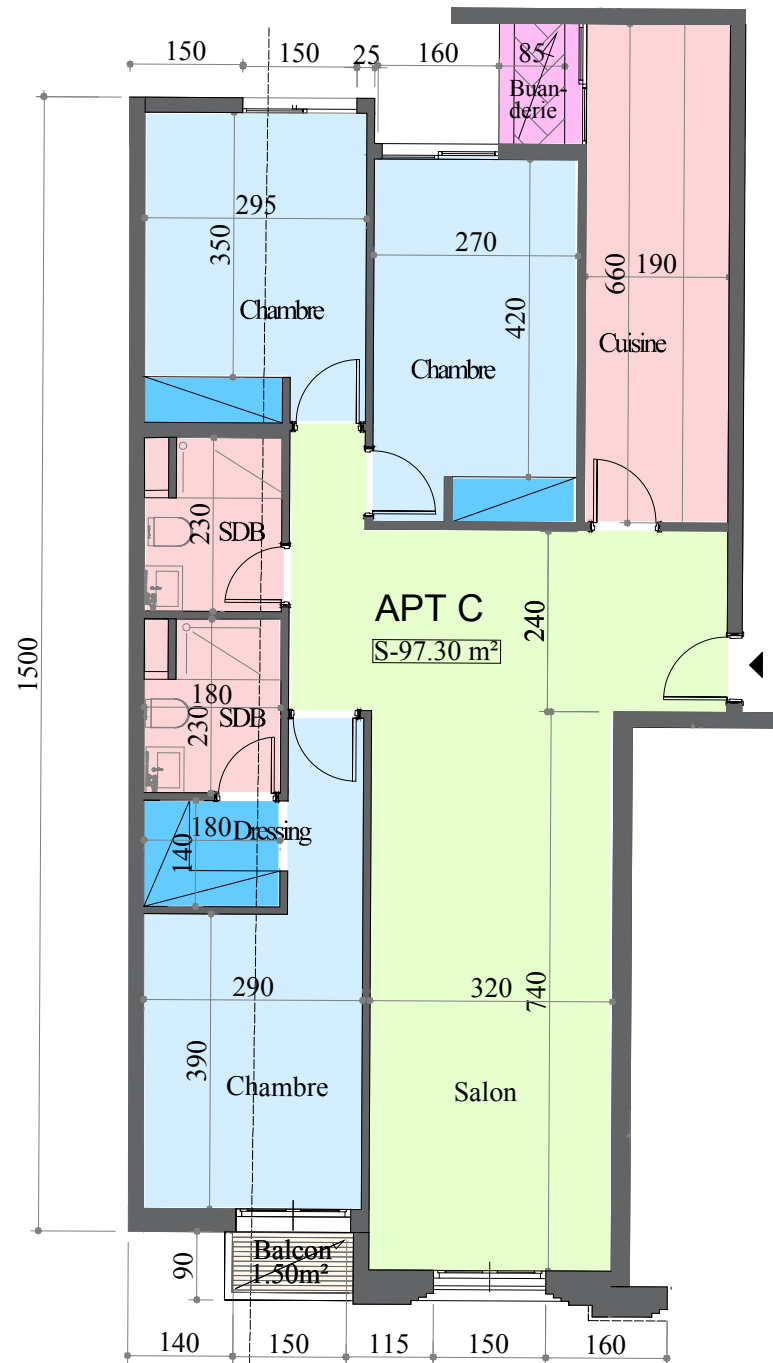 150
150
25
160
85
Buan-
derie
295
350
Chambre
270
420
Chambre
660
190
Cuisine
230
SDB
APT C
S-97.30 m²
240
1500
180
230
SDB
180
Dressing
140
290
390
Chambre
320
740
Salon
90
Balcon
1.50m²
140
150
115
150
160